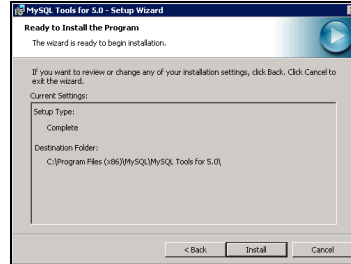 MySQL Tools for 5.0 - Setup Wizard
Ready to Install the Program
The wizard is ready to begin installation.
If you want to review or change any of your installation settings, click Back. Click Cancel to
exit the wizard.
Current Settings:
Setup Type:
Complete
Destination Folder:
C:\Program Files (x86)\MySQL\MySQL Tools for 5.0\
< Back
Install
Cancel